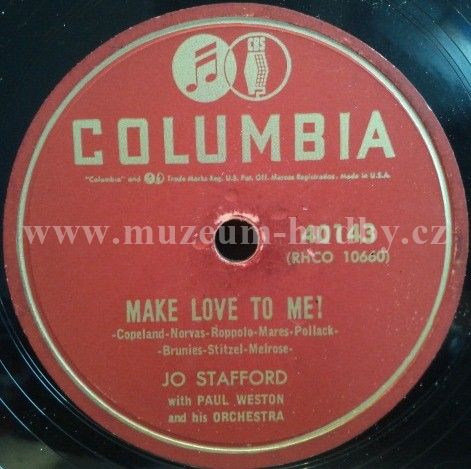 CBS
COLUMBIA
"Columbia" and Trade Marks Reg. U.S. Pat. Off. Marcas Registradas. Made in U.S.A.
www.muzeum-hudby.cz
40143
(RHCO 10660)
MAKE LOVE TO ME!
-Copeland-Norvas-Roppolo-Mares-Pollack-
-Brunies-Stitzel-Melrose-
JO STAFFORD
with PAUL WESTON
and his ORCHESTRA